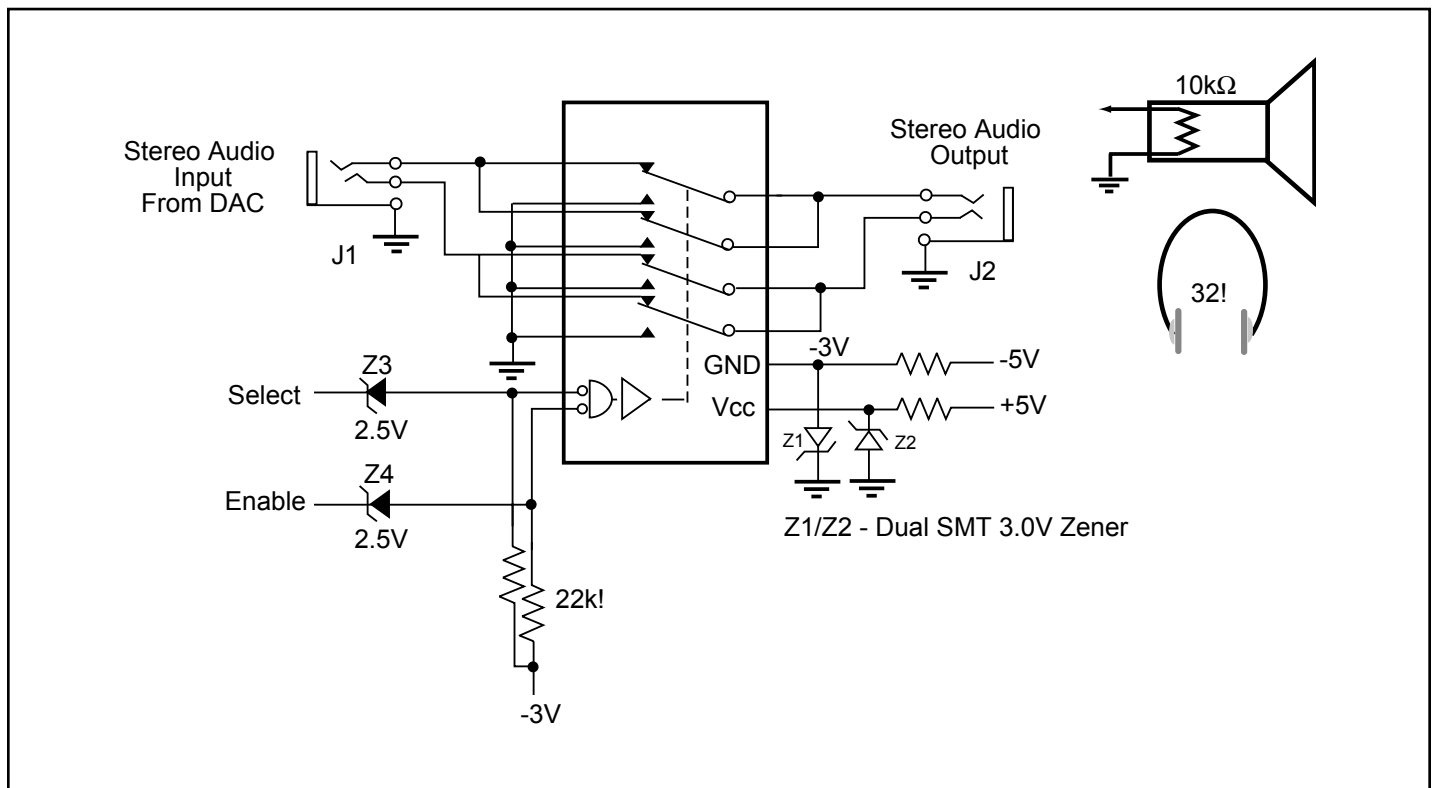 10kΩ
Stereo Audio
Input
From DAC
Stereo Audio
Output
J1
J2
32!
-3V
GND
-5V
Vcc
+5V
Select
Z3
2.5V
Z1
Z2
Enable
Z4
2.5V
Z1/Z2 - Dual SMT 3.0V Zener
22k!
-3V